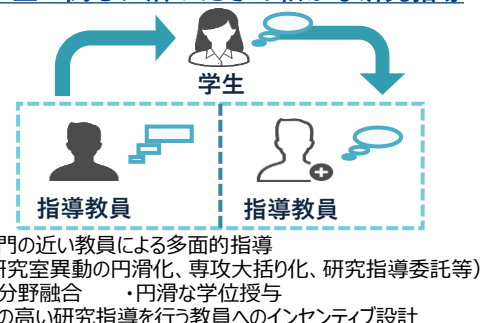 学生
指導教員
指導教員
門の近い教員による多面的指導
研究室異動の円滑化、専攻大括り化、研究指導委託等）
分野融合　　・円滑な学位授与
の高い研究指導を行う教員へのインセンティブ設計